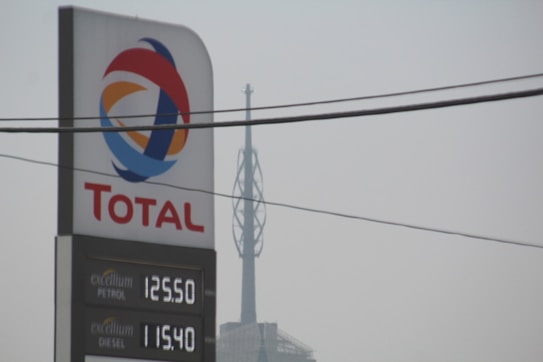 TOTAL
excellium
PETROL
125.50
excellium
DIESEL
115.40